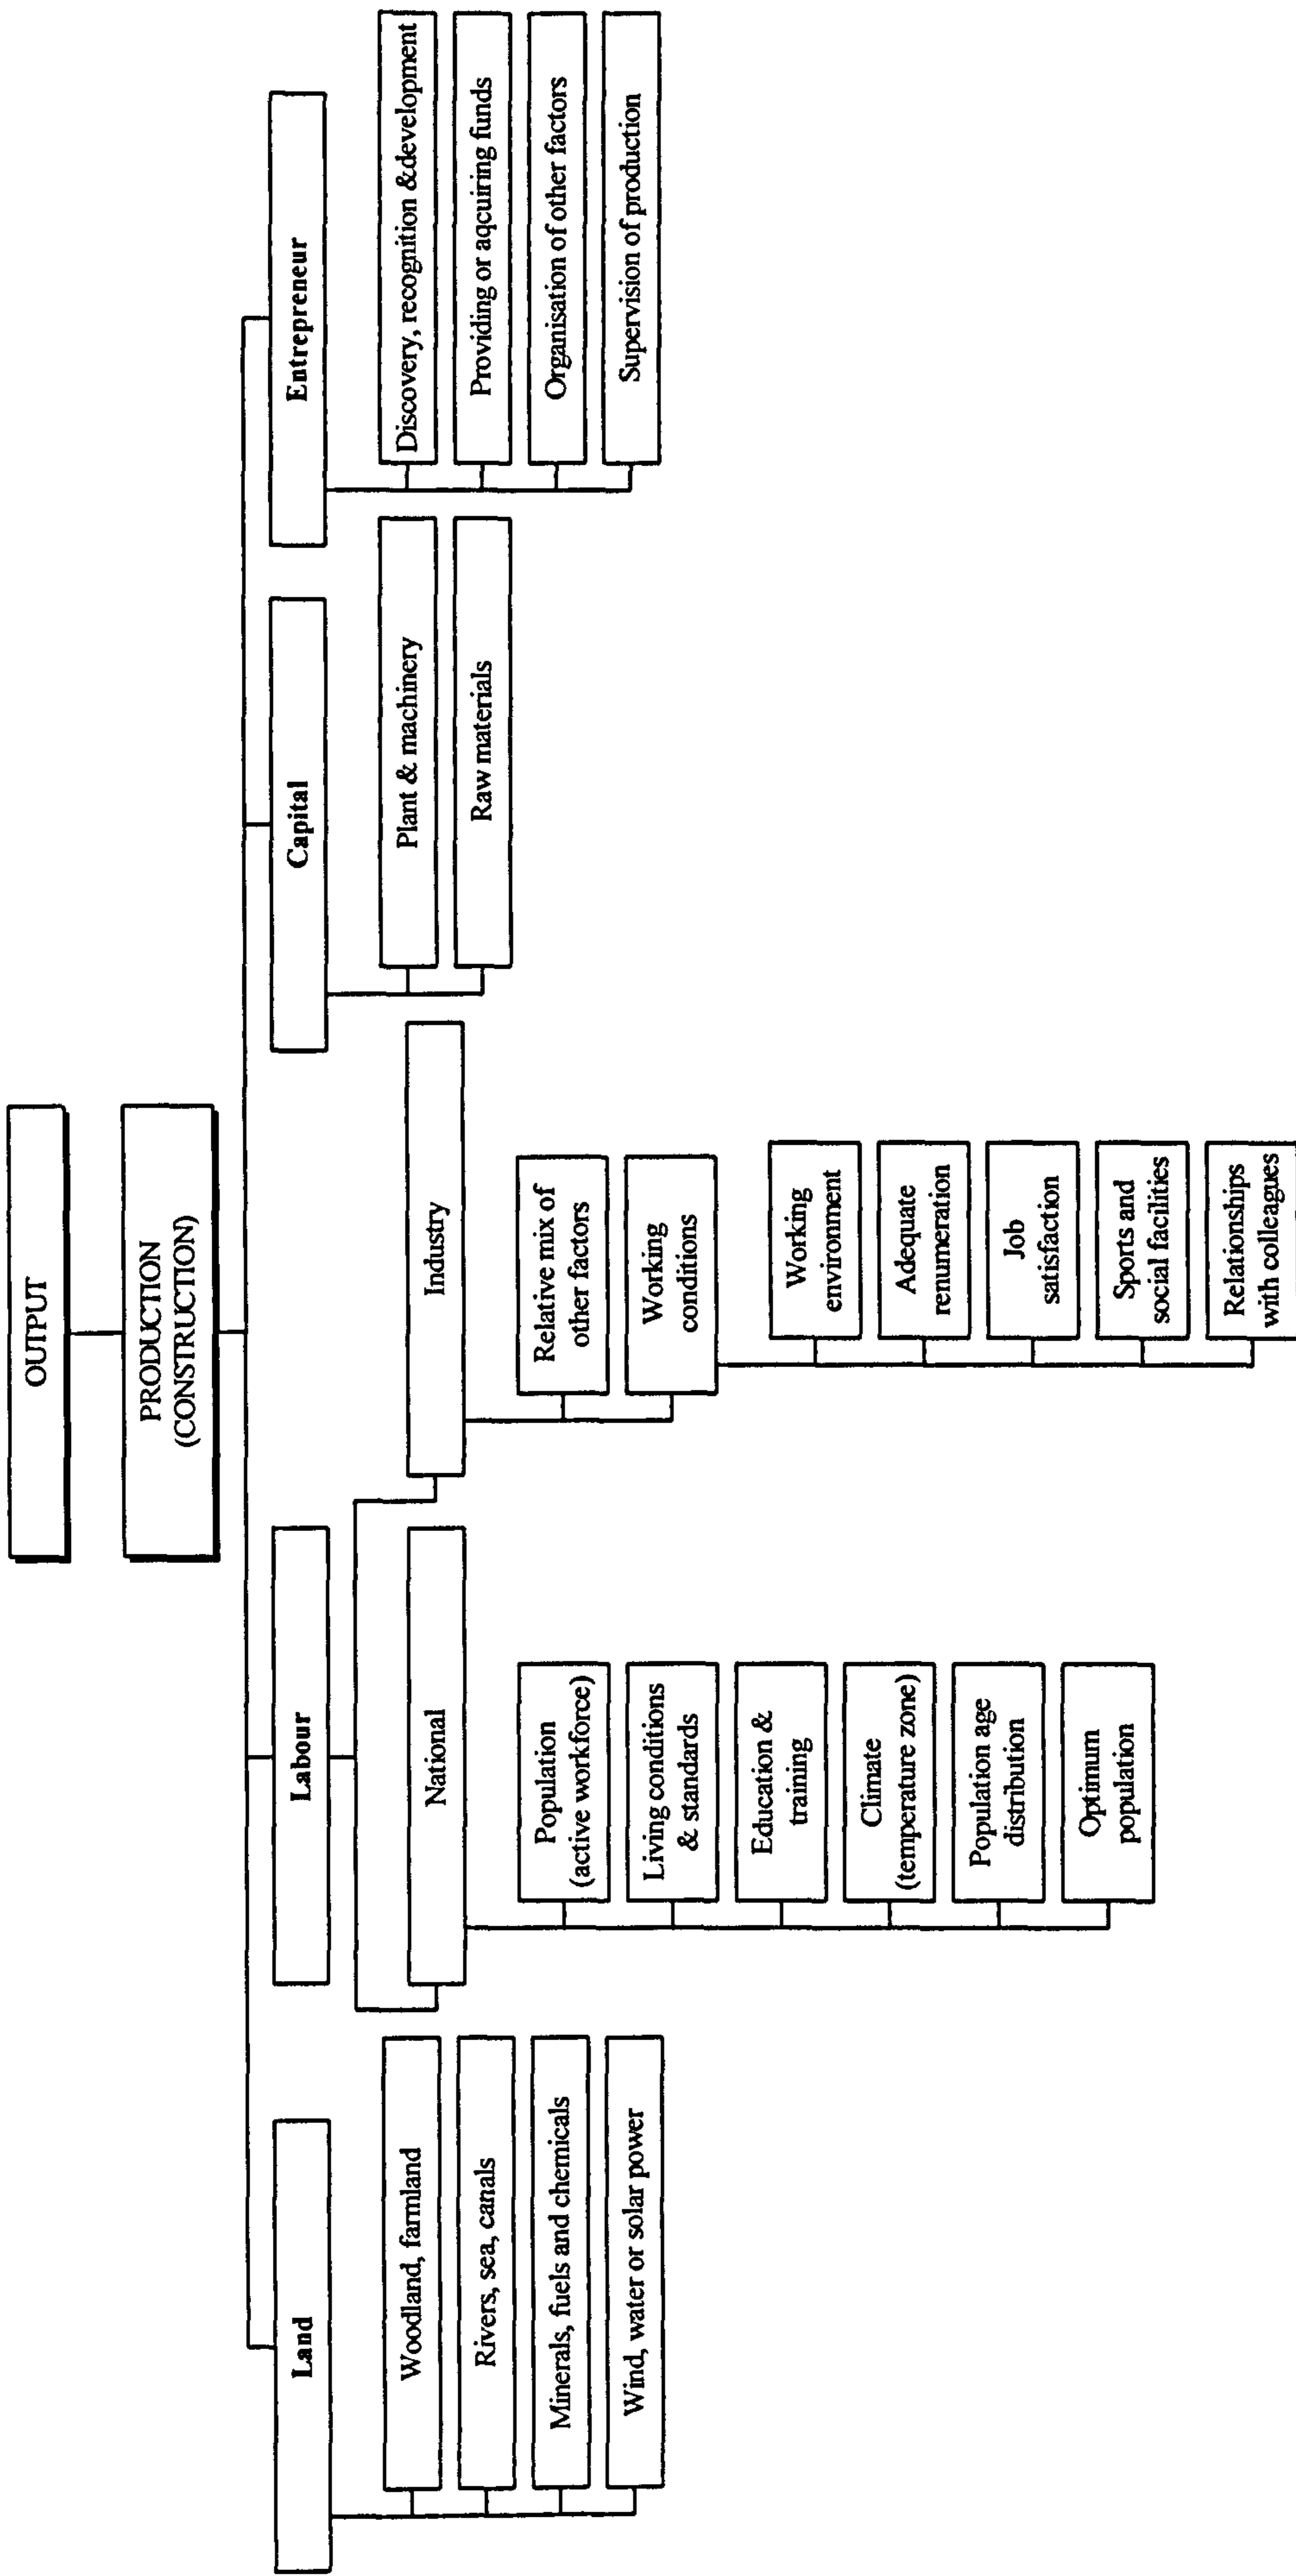 OUTPUT
PRODUCTION
(CONSTRUCTION)
Land
Woodland, farmland
Rivers, sea, canals
Minerals, fuels and chemicals
Wind, water or solar power
Labour
National
Population
(active workforce)
Living conditions
& standards
Education &
training
Climate
(temperature zone)
Population age
distribution
Optimum
population
Industry
Relative mix of
other factors
Working
conditions
Working
environment
Adequate
renumeration
Job
satisfaction
Sports and
social facilities
Relationships
with colleagues
Capital
Plant & machinery
Raw materials
Entrepreneur
Discovery, recognition &development
Providing or aqcuiring funds
Organisation of other factors
Supervision of production